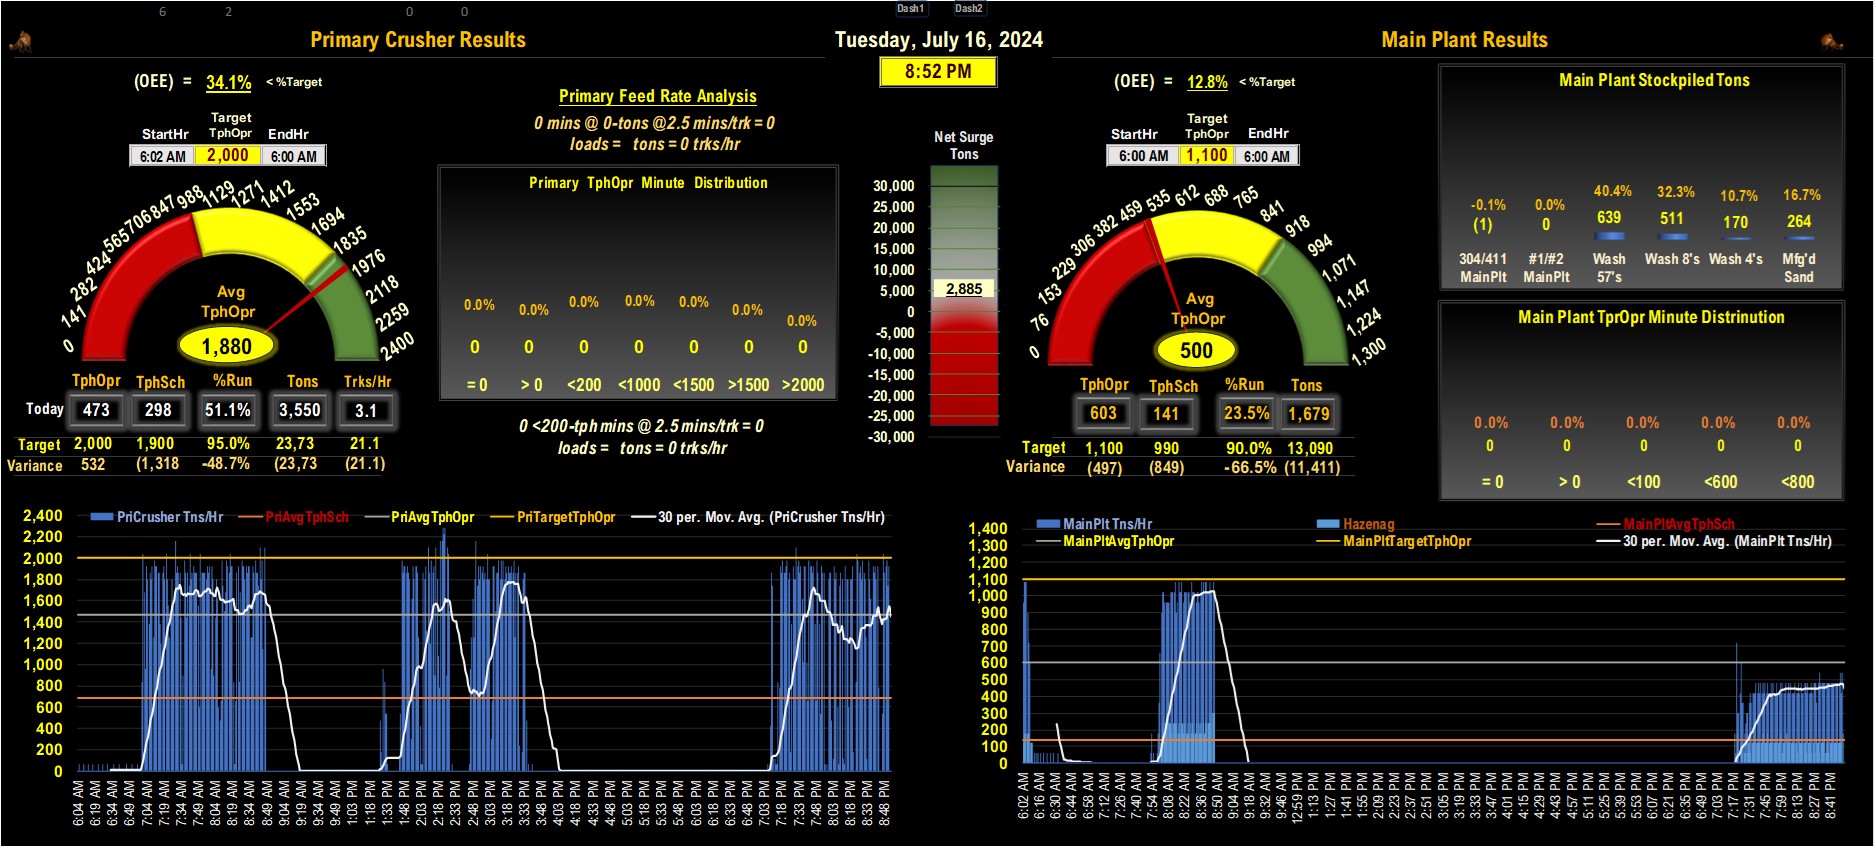 6 2 0 0 Dash1 Dash2
Primary Crusher Results
Tuesday, July 16, 2024
Main Plant Results
8:52 PM
(OEE) = 34.1% < %Target
Target
StartHr TphOpr EndHr
6:02 AM 2,000 6:00 AM
0 141 282 424 565 706 847 988 1129 1271 1412 1553 1694 1835 1976 2118 2259 2400
Avg
TphOpr
1,880
TphOpr TphSch %Run Tons Trks/Hr
Today 473 298 51.1% 3,550 3.1
Target 2,000 1,900 95.0% 23,73 21.1
Variance 532 (1,318 -48.7% (23,73 (21.1)
Primary Feed Rate Analysis
0 mins @ 0-tons @2.5 mins/trk = 0
loads = tons = 0 trks/hr
Primary TphOpr Minute Distribution
0.0% 0.0% 0.0% 0.0% 0.0% 0.0% 0.0%
0 0 0 0 0 0 0
= 0 > 0 <200 <1000 <1500 >1500 >2000
0 <200-tph mins @ 2.5 mins/trk = 0
loads = tons = 0 trks/hr
Net Surge
Tons
30,000
25,000
20,000
15,000
10,000
5,000
2,885
0
-5,000
-10,000
-15,000
-20,000
-25,000
-30,000
(OEE) = 12.8% < %Target
Target
StartHr TphOpr EndHr
6:00 AM 1,100 6:00 AM
0 76 153 229 306 382 459 535 612 688 765 841 918 994 1,071 1,147 1,224 1,300
Avg
TphOpr
500
TphOpr TphSch %Run Tons
603 141 23.5% 1,679
Target 1,100 990 90.0% 13,090
Variance (497) (849) -66.5% (11,411)
Main Plant Stockpiled Tons
-0.1% 0.0% 40.4% 32.3% 10.7% 16.7%
(1) 0 639 511 170 264
304/411 #1/#2 Wash Wash 8's Wash 4's Mfg'd
MainPlt MainPlt 57's Sand
Main Plant TprOpr Minute Distrinution
0.0% 0.0% 0.0% 0.0% 0.0%
0 0 0 0 0
= 0 > 0 <100 <600 <800
PriCrusher Tns/Hr PriAvgTphSch PriAvgTphOpr PriTargetTphOpr 30 per. Mov. Avg. (PriCrusher Tns/Hr)
2,400
2,200
2,000
1,800
1,600
1,400
1,200
1,000
800
600
400
200
0
6:04 AM 6:19 AM 6:34 AM 6:49 AM 7:04 AM 7:19 AM 7:34 AM 7:49 AM 8:04 AM 8:19 AM 8:34 AM 8:49 AM 9:04 AM 9:19 AM 9:34 AM 9:49 AM 1:03 PM 1:18 PM 1:33 PM 1:48 PM 2:03 PM 2:18 PM 2:33 PM 2:48 PM 3:03 PM 3:18 PM 3:33 PM 3:48 PM 4:03 PM 5:18 PM 5:33 PM 5:48 PM 6:03 PM 6:18 PM 6:33 PM 6:48 PM 7:03 PM 7:18 PM 7:33 PM 7:48 PM 8:03 PM 8:18 PM 8:33 PM 8:48 PM
MainPlt Tns/Hr Hazenag MainPltAvgTphSch
MainPltAvgTphOpr MainPltTargetTphOpr 30 per. Mov. Avg. (MainPlt Tns/Hr)
1,400
1,300
1,200
1,100
1,000
900
800
700
600
500
400
300
200
100
0
6:02 AM 6:16 AM 6:30 AM 6:44 AM 6:58 AM 7:12 AM 7:26 AM 7:40 AM 7:54 AM 8:08 AM 8:22 AM 8:36 AM 8:50 AM 9:04 AM 9:18 AM 9:32 AM 9:46 AM 12:59 PM 1:13 PM 1:27 PM 1:41 PM 1:55 PM 2:09 PM 2:23 PM 2:37 PM 2:51 PM 3:05 PM 3:19 PM 3:33 PM 3:47 PM 4:01 PM 4:15 PM 4:29 PM 4:43 PM 4:57 PM 5:11 PM 5:25 PM 5:39 PM 5:53 PM 6:07 PM 6:21 PM 6:35 PM 6:49 PM 7:03 PM 7:17 PM 7:31 PM 7:45 PM 7:59 PM 8:13 PM 8:27 PM 8:41 PM